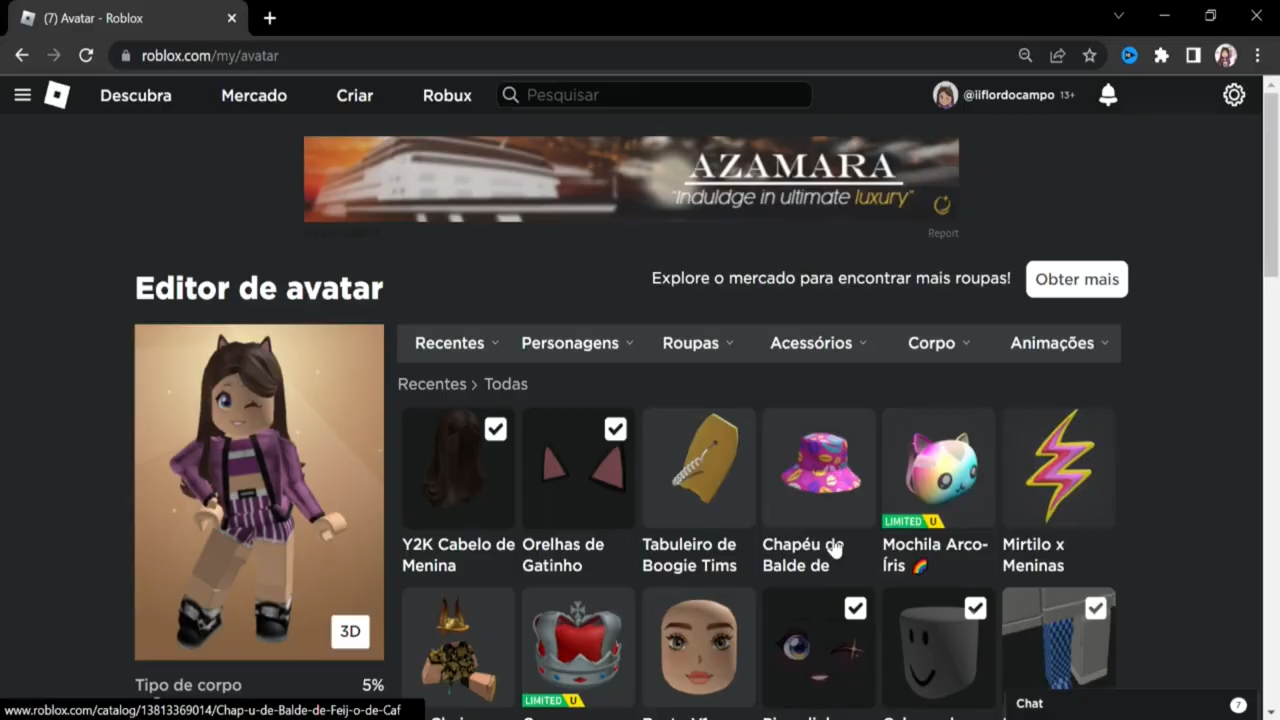 (7) Avatar - Roblox
roblox.com/my/avatar
Descubra
Mercado
Criar
Robux
Pesquisar
@iiflordocampo 13+
AZAMARA
"Indulge in ultimate luxury"
Report
Editor de avatar
Explore o mercado para encontrar mais roupas!
Obter mais
Recentes
Personagens
Roupas
Acessórios
Corpo
Animações
Recentes > Todas
LIMITED U
Y2K Cabelo de Menina
Orelhas de Gatinho
Tabuleiro de Boogie Tims
Chapéu de Balde de
Mochila Arco-Íris 🌈
Mirtilo x Meninas
3D
LIMITED U
Tipo de corpo
5%
Chat
7
www.roblox.com/catalog/13813369014/Chap-u-de-Balde-de-Feij-o-de-Caf